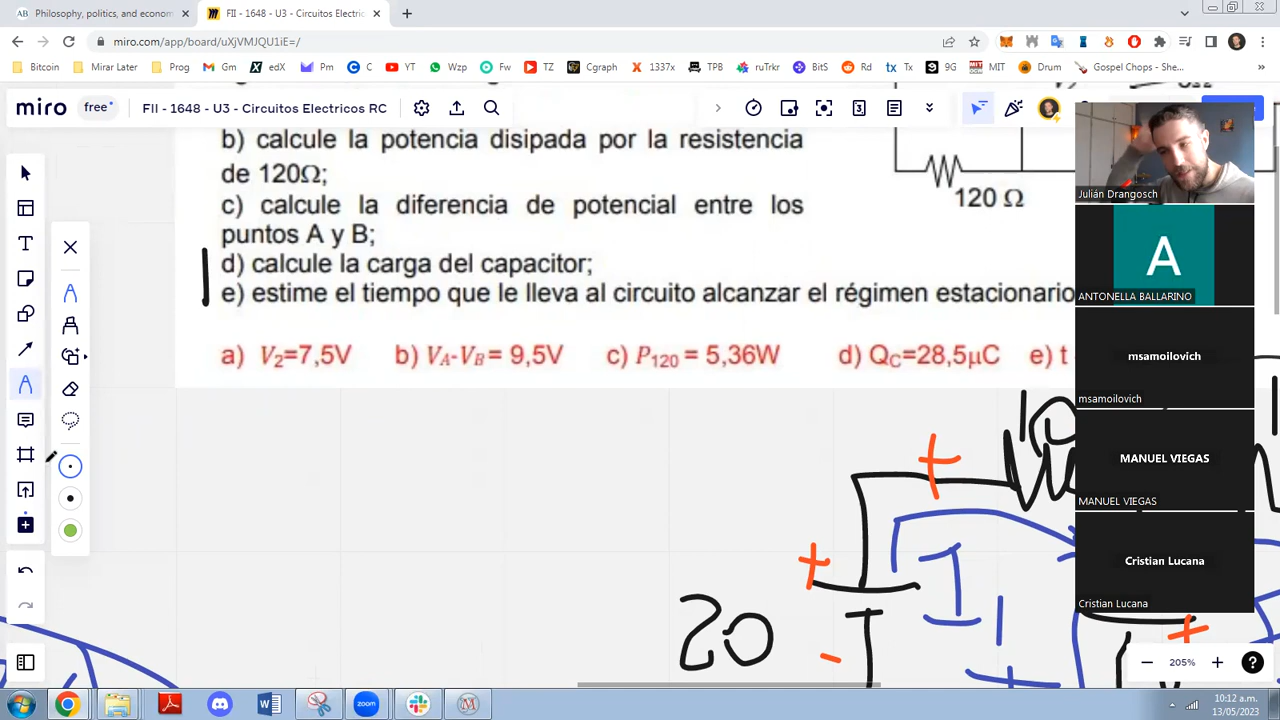 Philosophy, politics, and econom
FII - 1648 - U3 - Circuitos Electric
miro.com/app/board/uXjVMJQU1iE=/
Bitcoin
Mirar Later
Prog
Gm
edX
Pm
C
YT
Wzp
Fw
TZ
Cgraph
1337x
TPB
ruTrkr
BitS
Rd
Tx
9G
MIT
Drum
Gospel Chops - She...
miro
free
FII - 1648 - U3 - Circuitos Electricos RC
b) calcule la potencia disipada por la resistencia
de 120Ω;
c) calcule la diferencia de potencial entre los
puntos A y B;
d) calcule la carga del capacitor;
e) estime el tiempo que le lleva al circuito alcanzar el régimen estacionario
120 Ω
a) V2=7,5V b) VA-VB= 9,5V c) P120 = 5,36W d) QC=28,5μC e) t
10
+
+
1
20
-
+
+
Julián Drangosch
A
ANTONELLA BALLARINO
msamoilovich
msamoilovich
MANUEL VIEGAS
MANUEL VIEGAS
Cristian Lucana
Cristian Lucana
205%
zoom
10:12 a.m.
13/05/2023